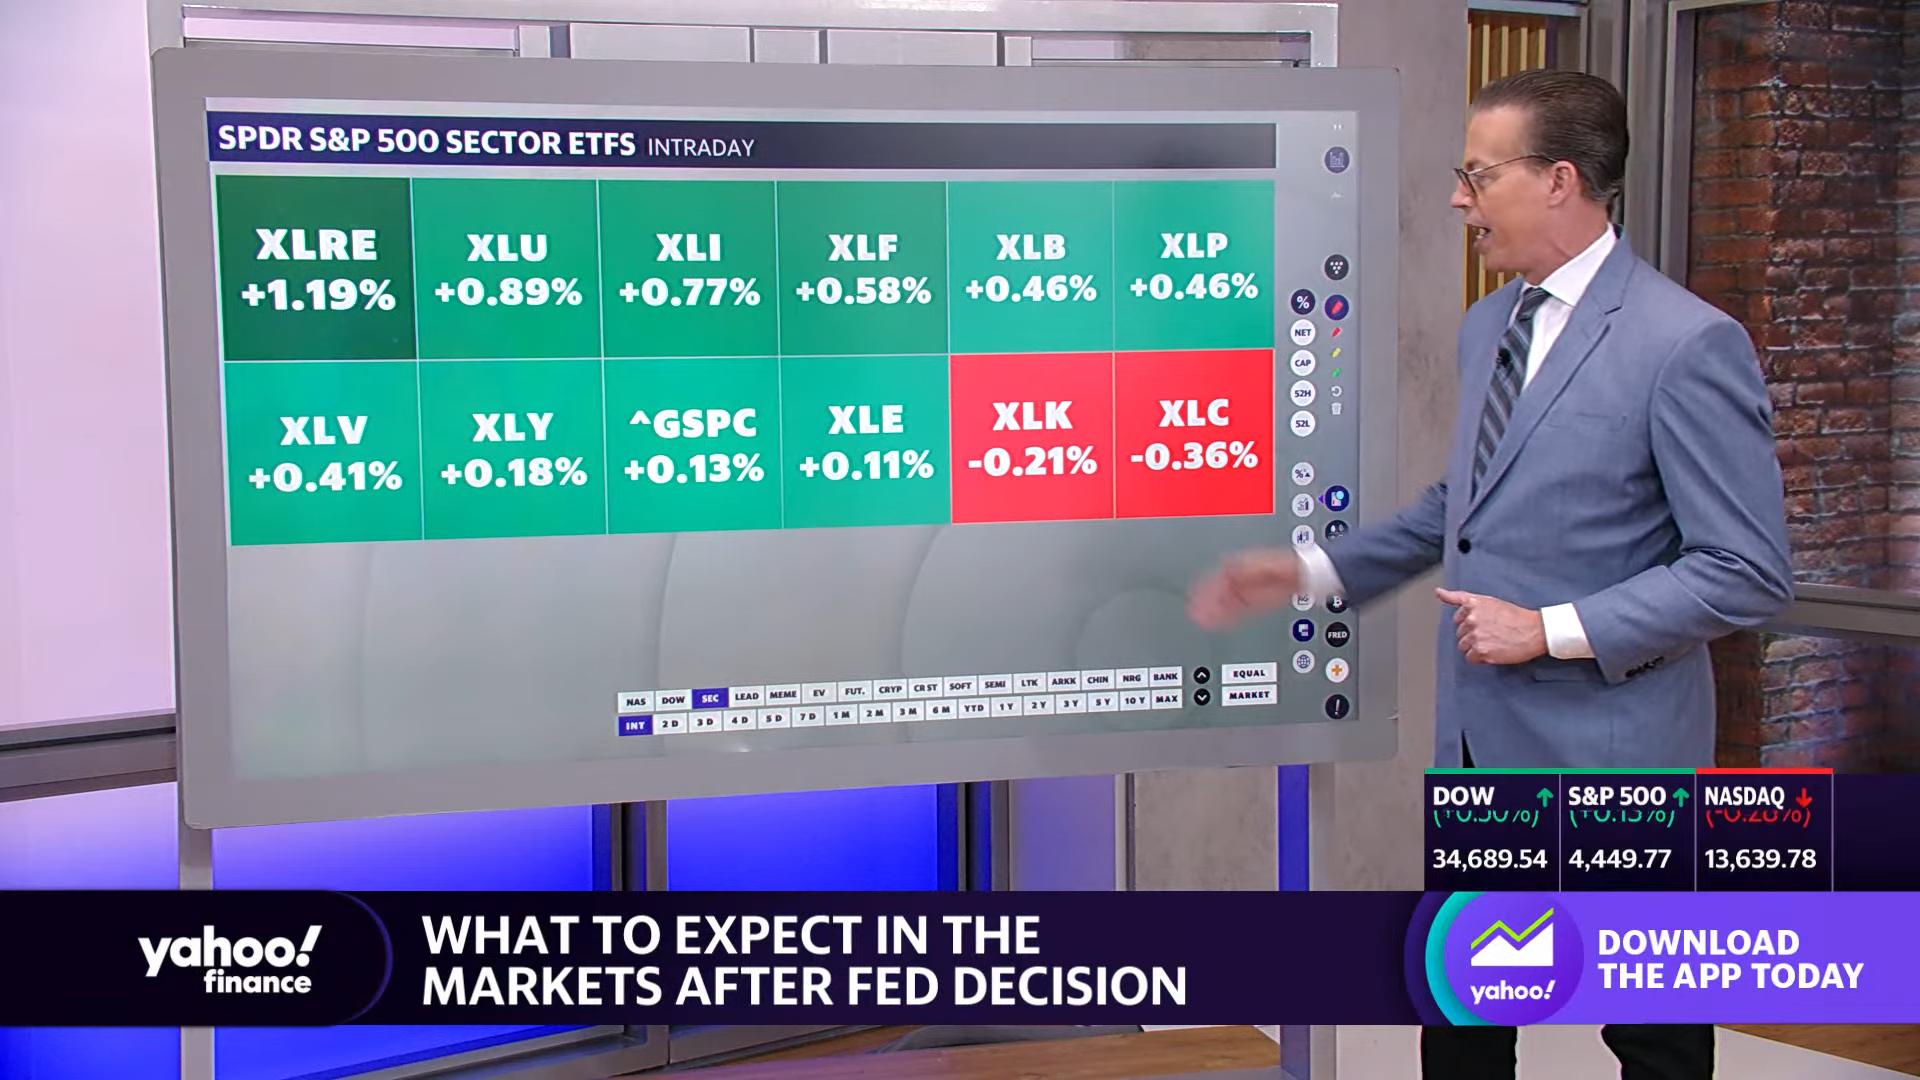 SPDR S&P 500 SECTOR ETFS INTRADAY
XLRE XLU XLI XLF XLB XLP
+1.19% +0.89% +0.77% +0.58% +0.46% +0.46%
XLV XLY ^GSPC XLE XLK XLC
+0.41% +0.18% +0.13% +0.11% -0.21% -0.36%
%
NET
CAP
52H
52L
FRED
NAS DOW SEC LEAD MEME EV FUT. CRYP CRST SOFT SEMI LTK ARKK CHIN NRG BANK
INT 2 D 3 D 4 D 5 D 7 D 1 M 2 M 3 M 6 M YTD 1 Y 2 Y 3 Y 5 Y 10 Y MAX
EQUAL
MARKET
DOW S&P 500 NASDAQ
34,689.54 4,449.77 13,639.78
yahoo!
finance
WHAT TO EXPECT IN THE
MARKETS AFTER FED DECISION
yahoo!
DOWNLOAD
THE APP TODAY